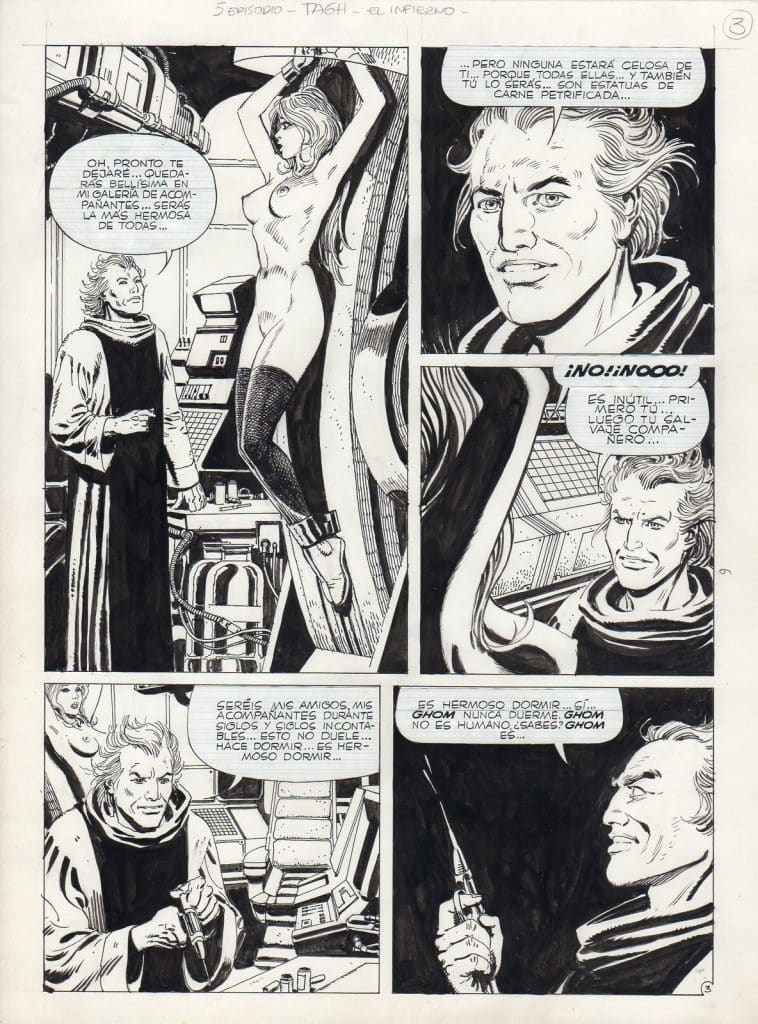 5 EPISODIO - TAGH - EL INFIERNO -
3
OH, PRONTO TE
DEJARÉ... QUEDA-
RÁS BELLÍSIMA EN
MI GALERÍA DE ACOM-
PAÑANTES... SERÁS
LA MÁS HERMOSA
DE TODAS...
...PERO NINGUNA ESTARÁ CELOSA DE
TI... PORQUE TODAS ELLAS... Y TAMBIÉN
TÚ LO SERÁS... SON ESTATUAS DE
CARNE PETRIFICADA...
¡NO!¡NOOO!
ES INÚTIL... PRI-
MERO TÚ...
LUEGO TU SAL-
VAJE COMPA-
ÑERO...
6
SERÉIS MIS AMIGOS, MIS
ACOMPAÑANTES DURANTE
SIGLOS Y SIGLOS INCONTA-
BLES... ESTO NO DUELE...
HACE DORMIR... ES HER-
MOSO DORMIR...
ES HERMOSO DORMIR... SÍ...
GHOM NUNCA DUERME. GHOM
NO ES HUMANO, ¿SABES? GHOM
ES...
3